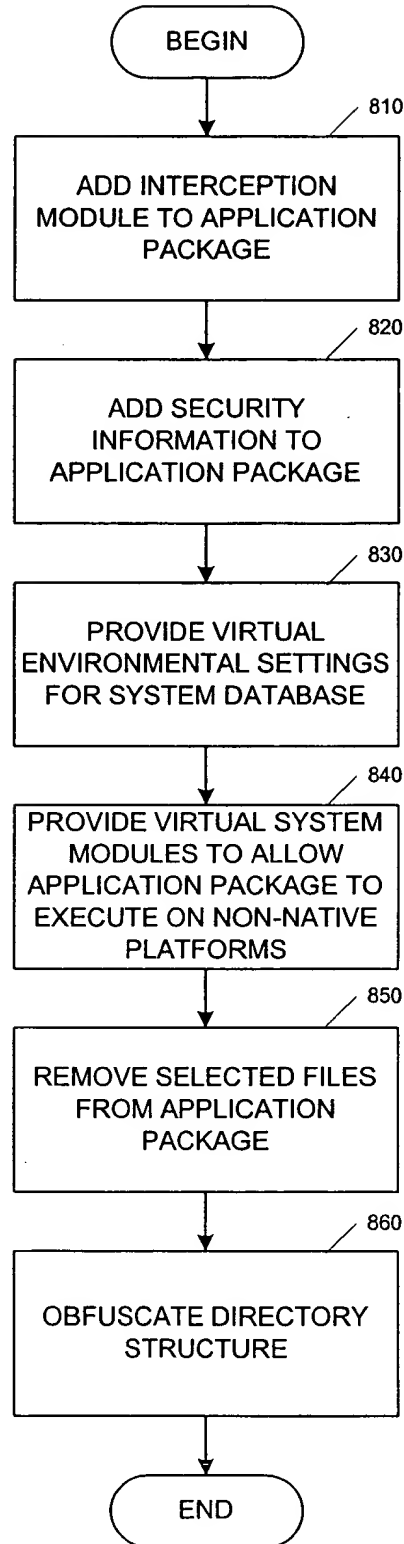 BEGIN
810
ADD INTERCEPTION
MODULE TO APPLICATION
PACKAGE
820
ADD SECURITY
INFORMATION TO
APPLICATION PACKAGE
830
PROVIDE VIRTUAL
ENVIRONMENTAL SETTINGS
FOR SYSTEM DATABASE
840
PROVIDE VIRTUAL SYSTEM
MODULES TO ALLOW
APPLICATION PACKAGE TO
EXECUTE ON NON-NATIVE
PLATFORMS
850
REMOVE SELECTED FILES
FROM APPLICATION
PACKAGE
860
OBFUSCATE DIRECTORY
STRUCTURE
END